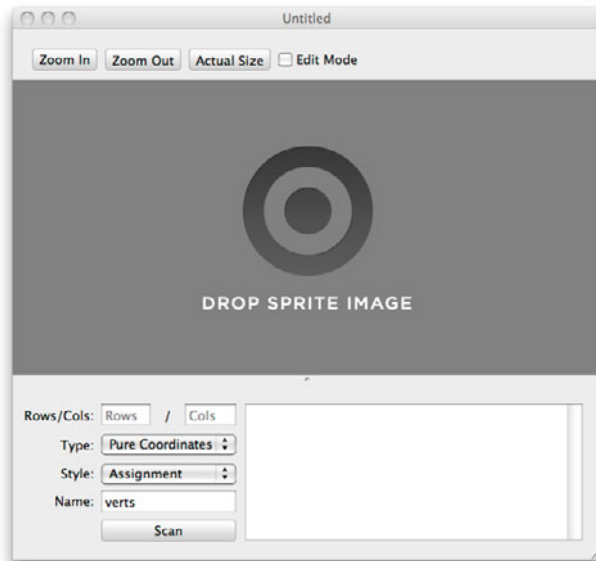 Untitled
Zoom In Zoom Out Actual Size Edit Mode
DROP SPRITE IMAGE
Rows/Cols: Rows / Cols
Type: Pure Coordinates
Style: Assignment
Name: verts
Scan